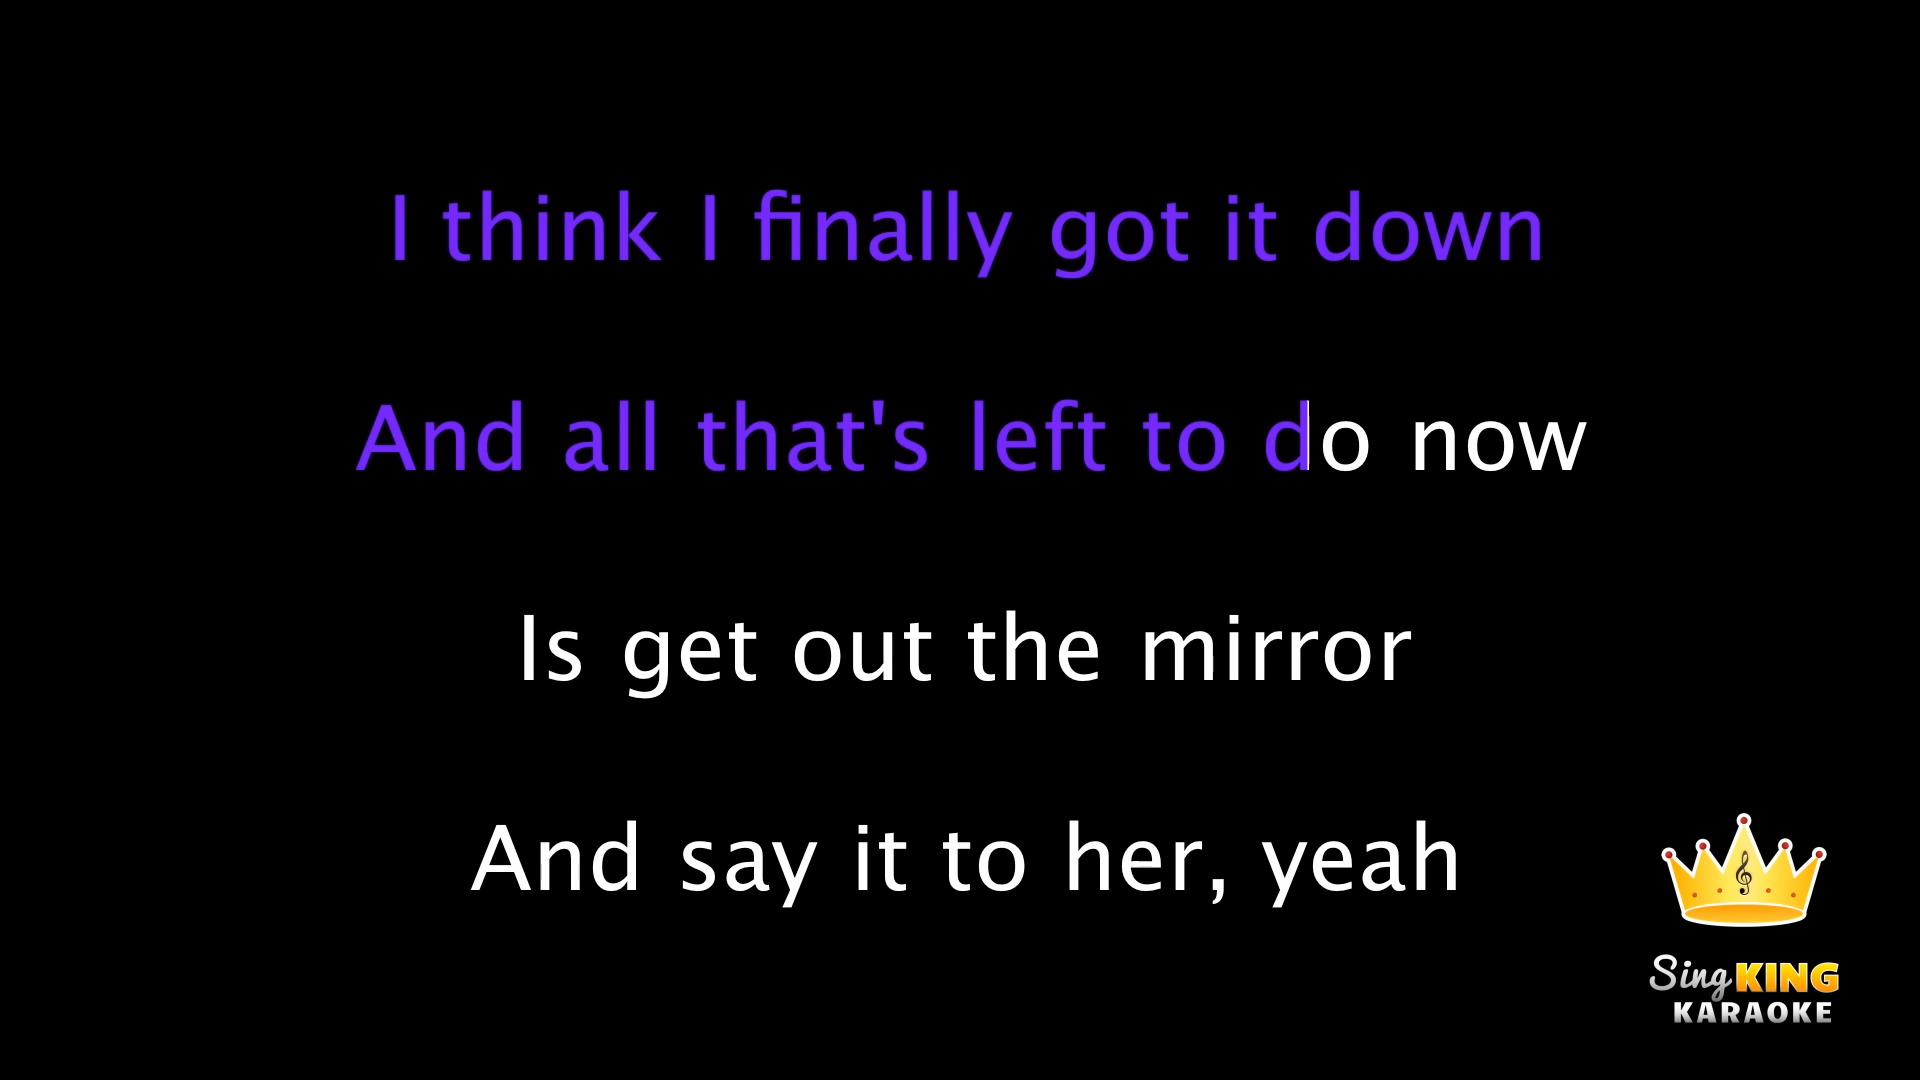 I think I finally got it down
And all that's left to do now
Is get out the mirror
And say it to her, yeah
Sing KING
KARAOKE